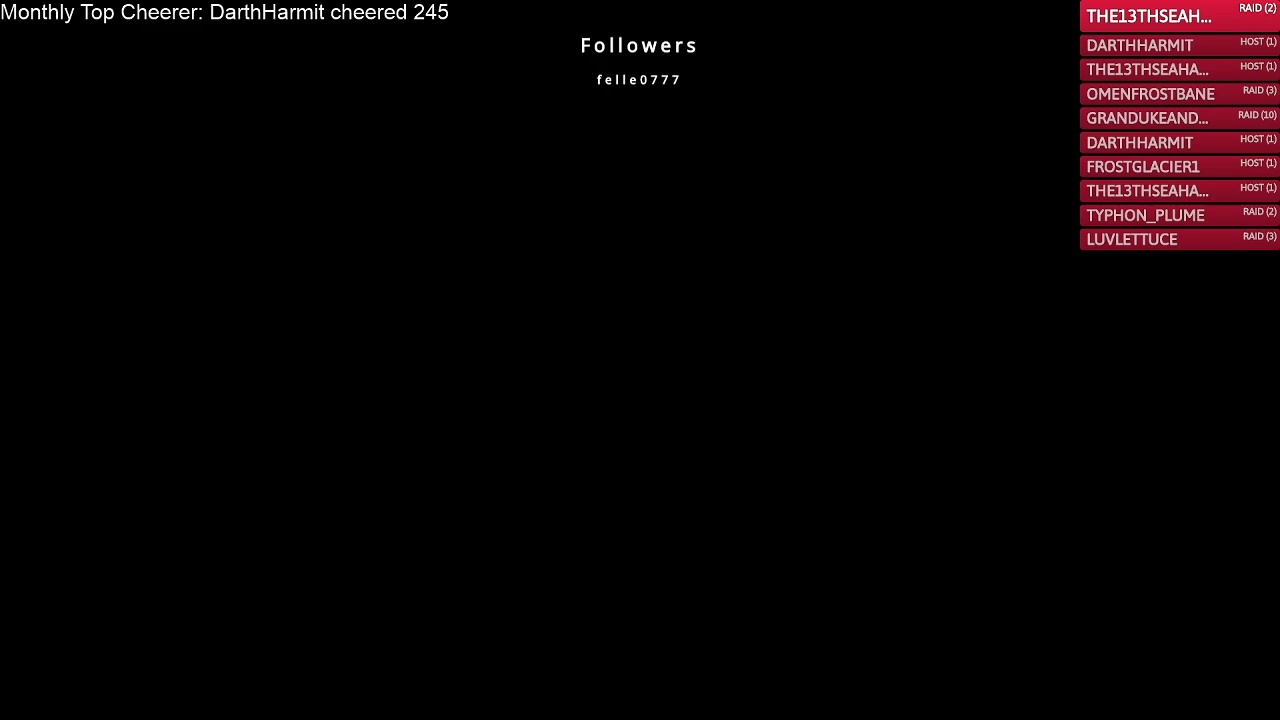 Monthly Top Cheerer: DarthHarmit cheered 245
Followers
felle0777
THE13THSEAH... RAID (2)
DARTHHARMIT HOST (1)
THE13THSEAHA... HOST (1)
OMENFROSTBANE RAID (3)
GRANDUKEAND... RAID (10)
DARTHHARMIT HOST (1)
FROSTGLACIER1 HOST (1)
THE13THSEAHA... HOST (1)
TYPHON_PLUME RAID (2)
LUVLETTUCE RAID (3)